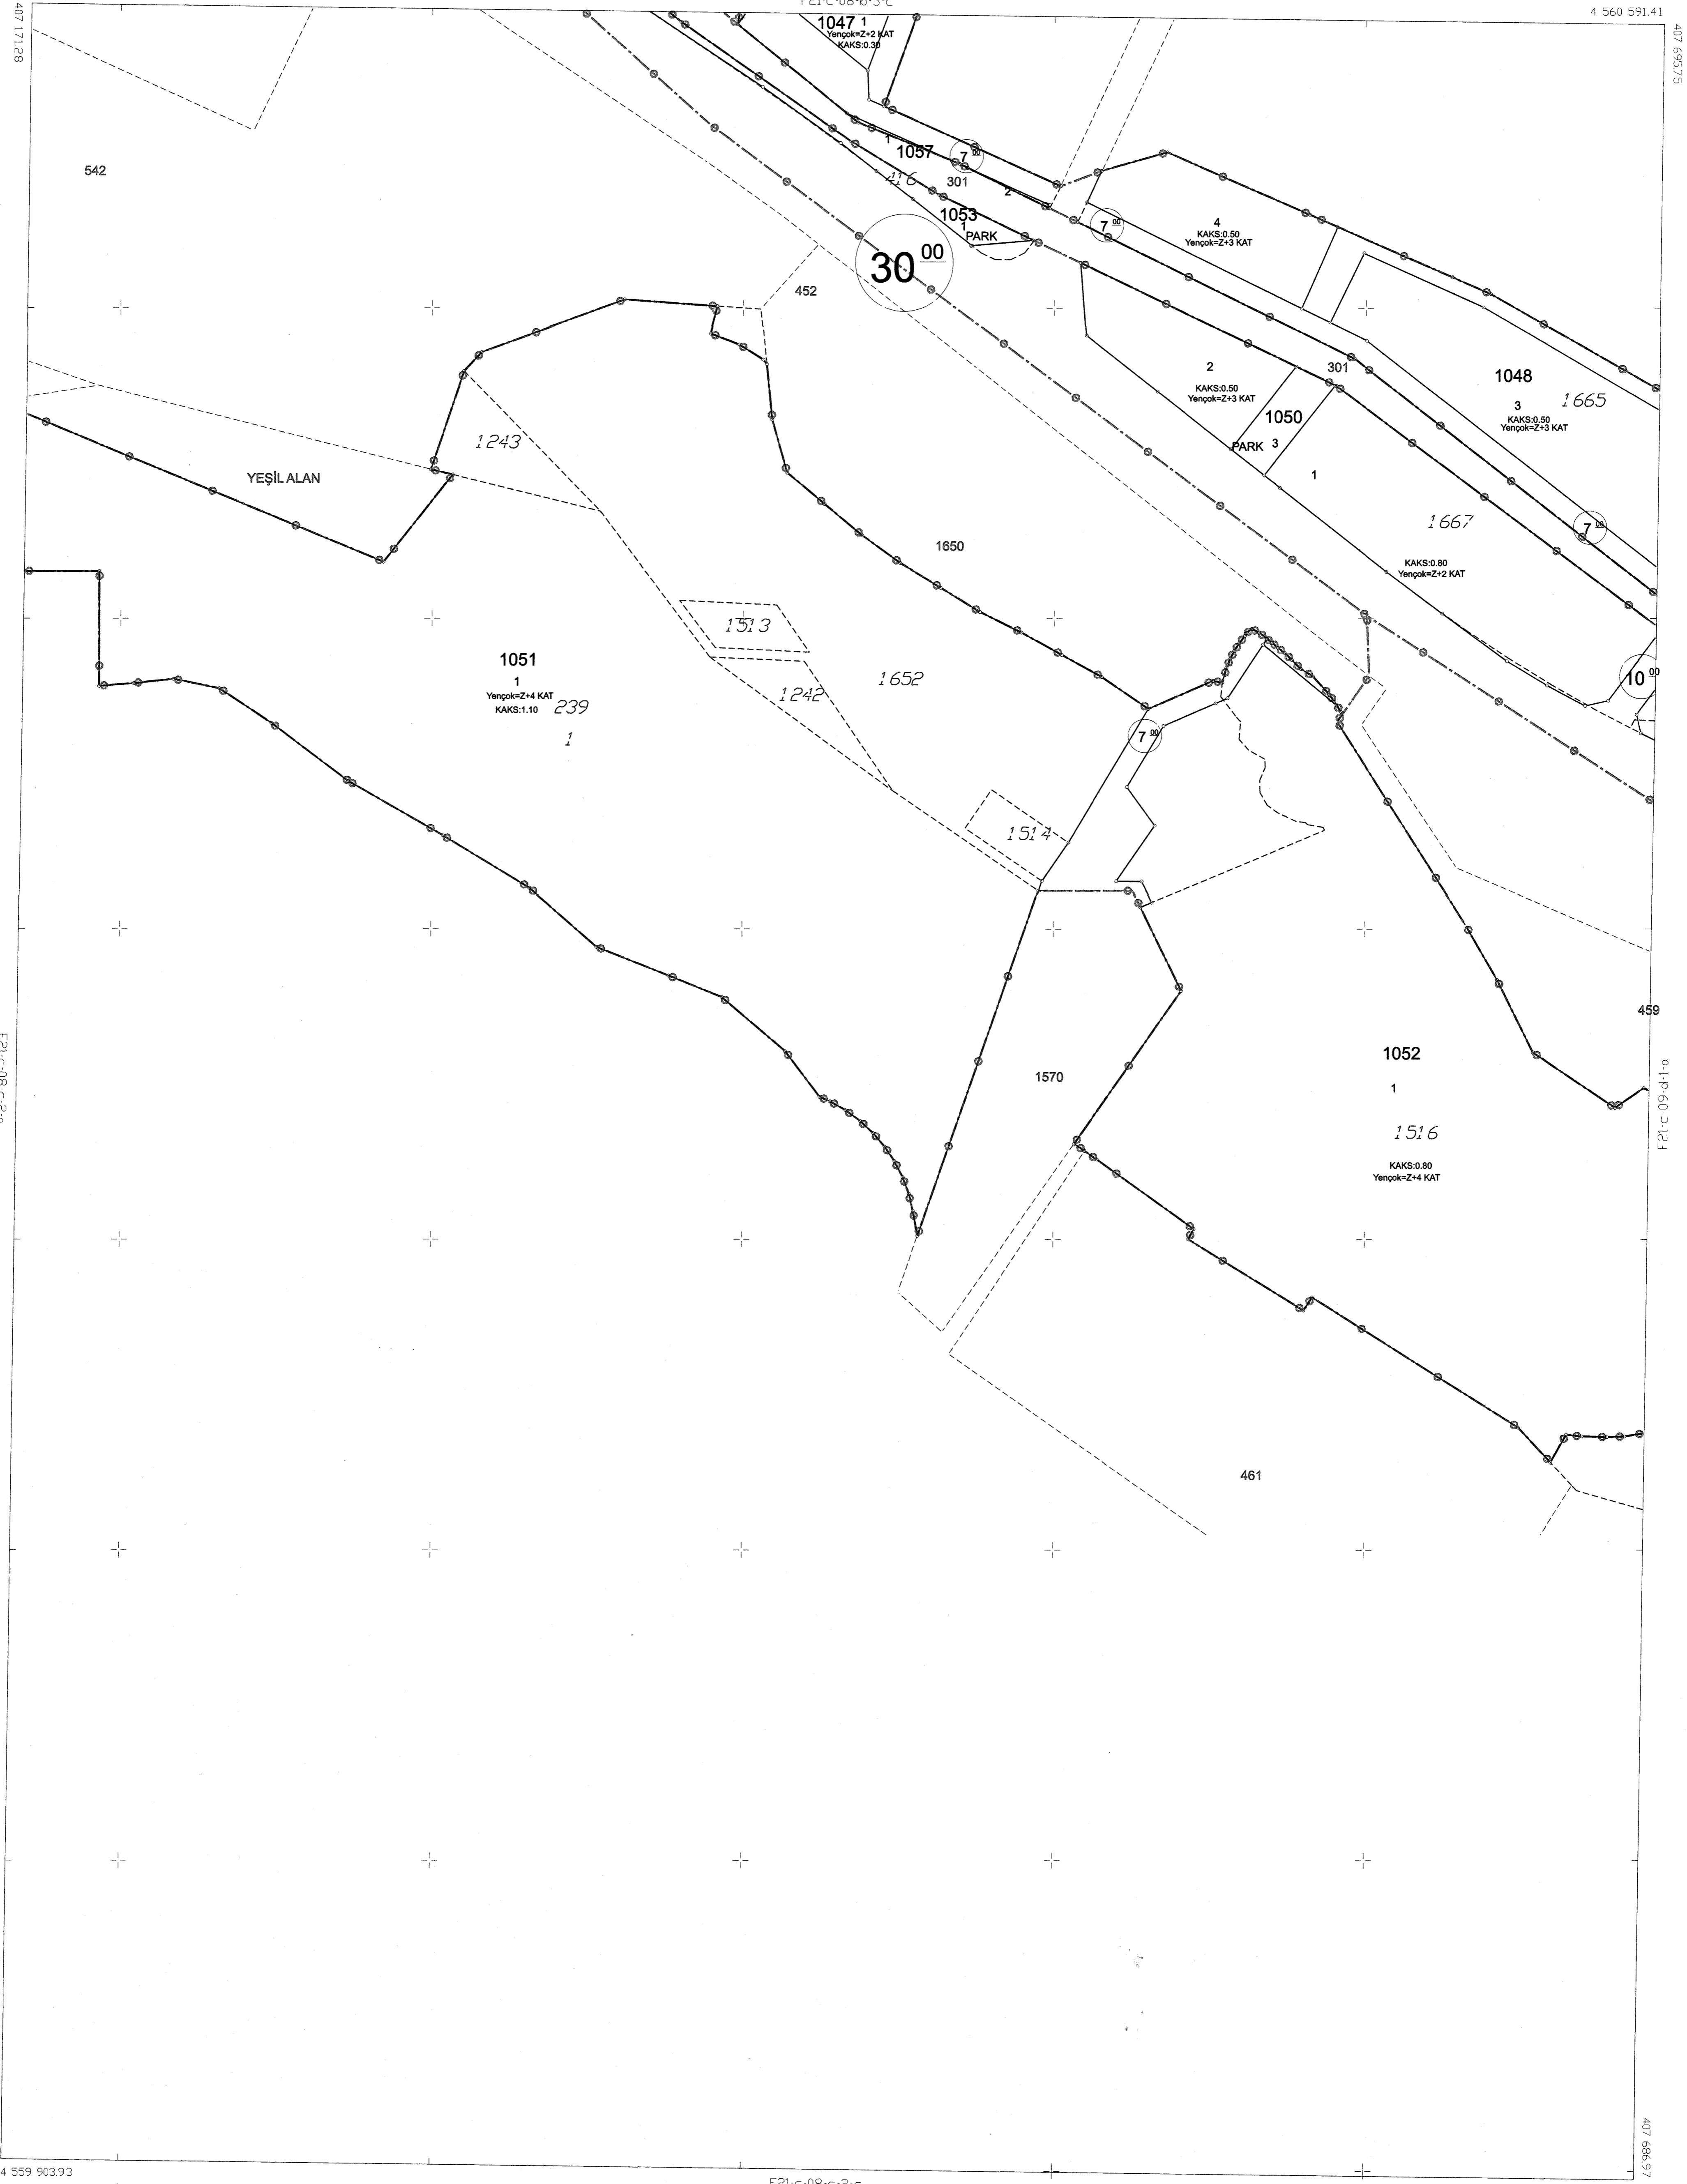 4 560 591.41
407 171.28
407 695.75
1047 1
Yençok=Z+2 KAT
KAKS:0.30
1
1057
7 00
416
301
2
1053
1
PARK
7 00
4
KAKS:0.50
Yençok=Z+3 KAT
542
30 00
452
2
KAKS:0.50
Yençok=Z+3 KAT
301
1048
3
1665
KAKS:0.50
Yençok=Z+3 KAT
1050
PARK 3
1
1243
YEŞİL ALAN
1667
7 00
1650
KAKS:0.80
Yençok=Z+2 KAT
1513
1051
1
Yençok=Z+4 KAT
KAKS:1.10
239
1
1652
1242
10 00
7 00
1514
459
1052
1
1570
1516
KAKS:0.80
Yençok=Z+4 KAT
F21-c-09-d-1-a
461
407 686.97
4 559 903.93